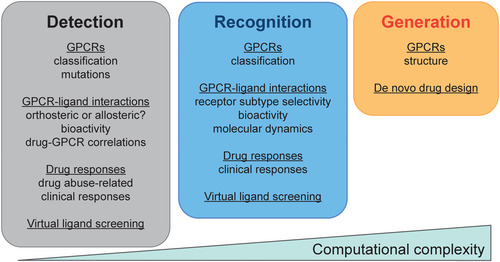 Detection
GPCRs
classification
mutations
GPCR-ligand interactions
orthosteric or allosteric?
bioactivity
drug-GPCR correlations
Drug responses
drug abuse-related
clinical responses
Virtual ligand screening
Recognition
GPCRs
classification
GPCR-ligand interactions
receptor subtype selectivity
bioactivity
molecular dynamics
Drug responses
clinical responses
Virtual ligand screening
Generation
GPCRs
structure
De novo drug design
Computational complexity